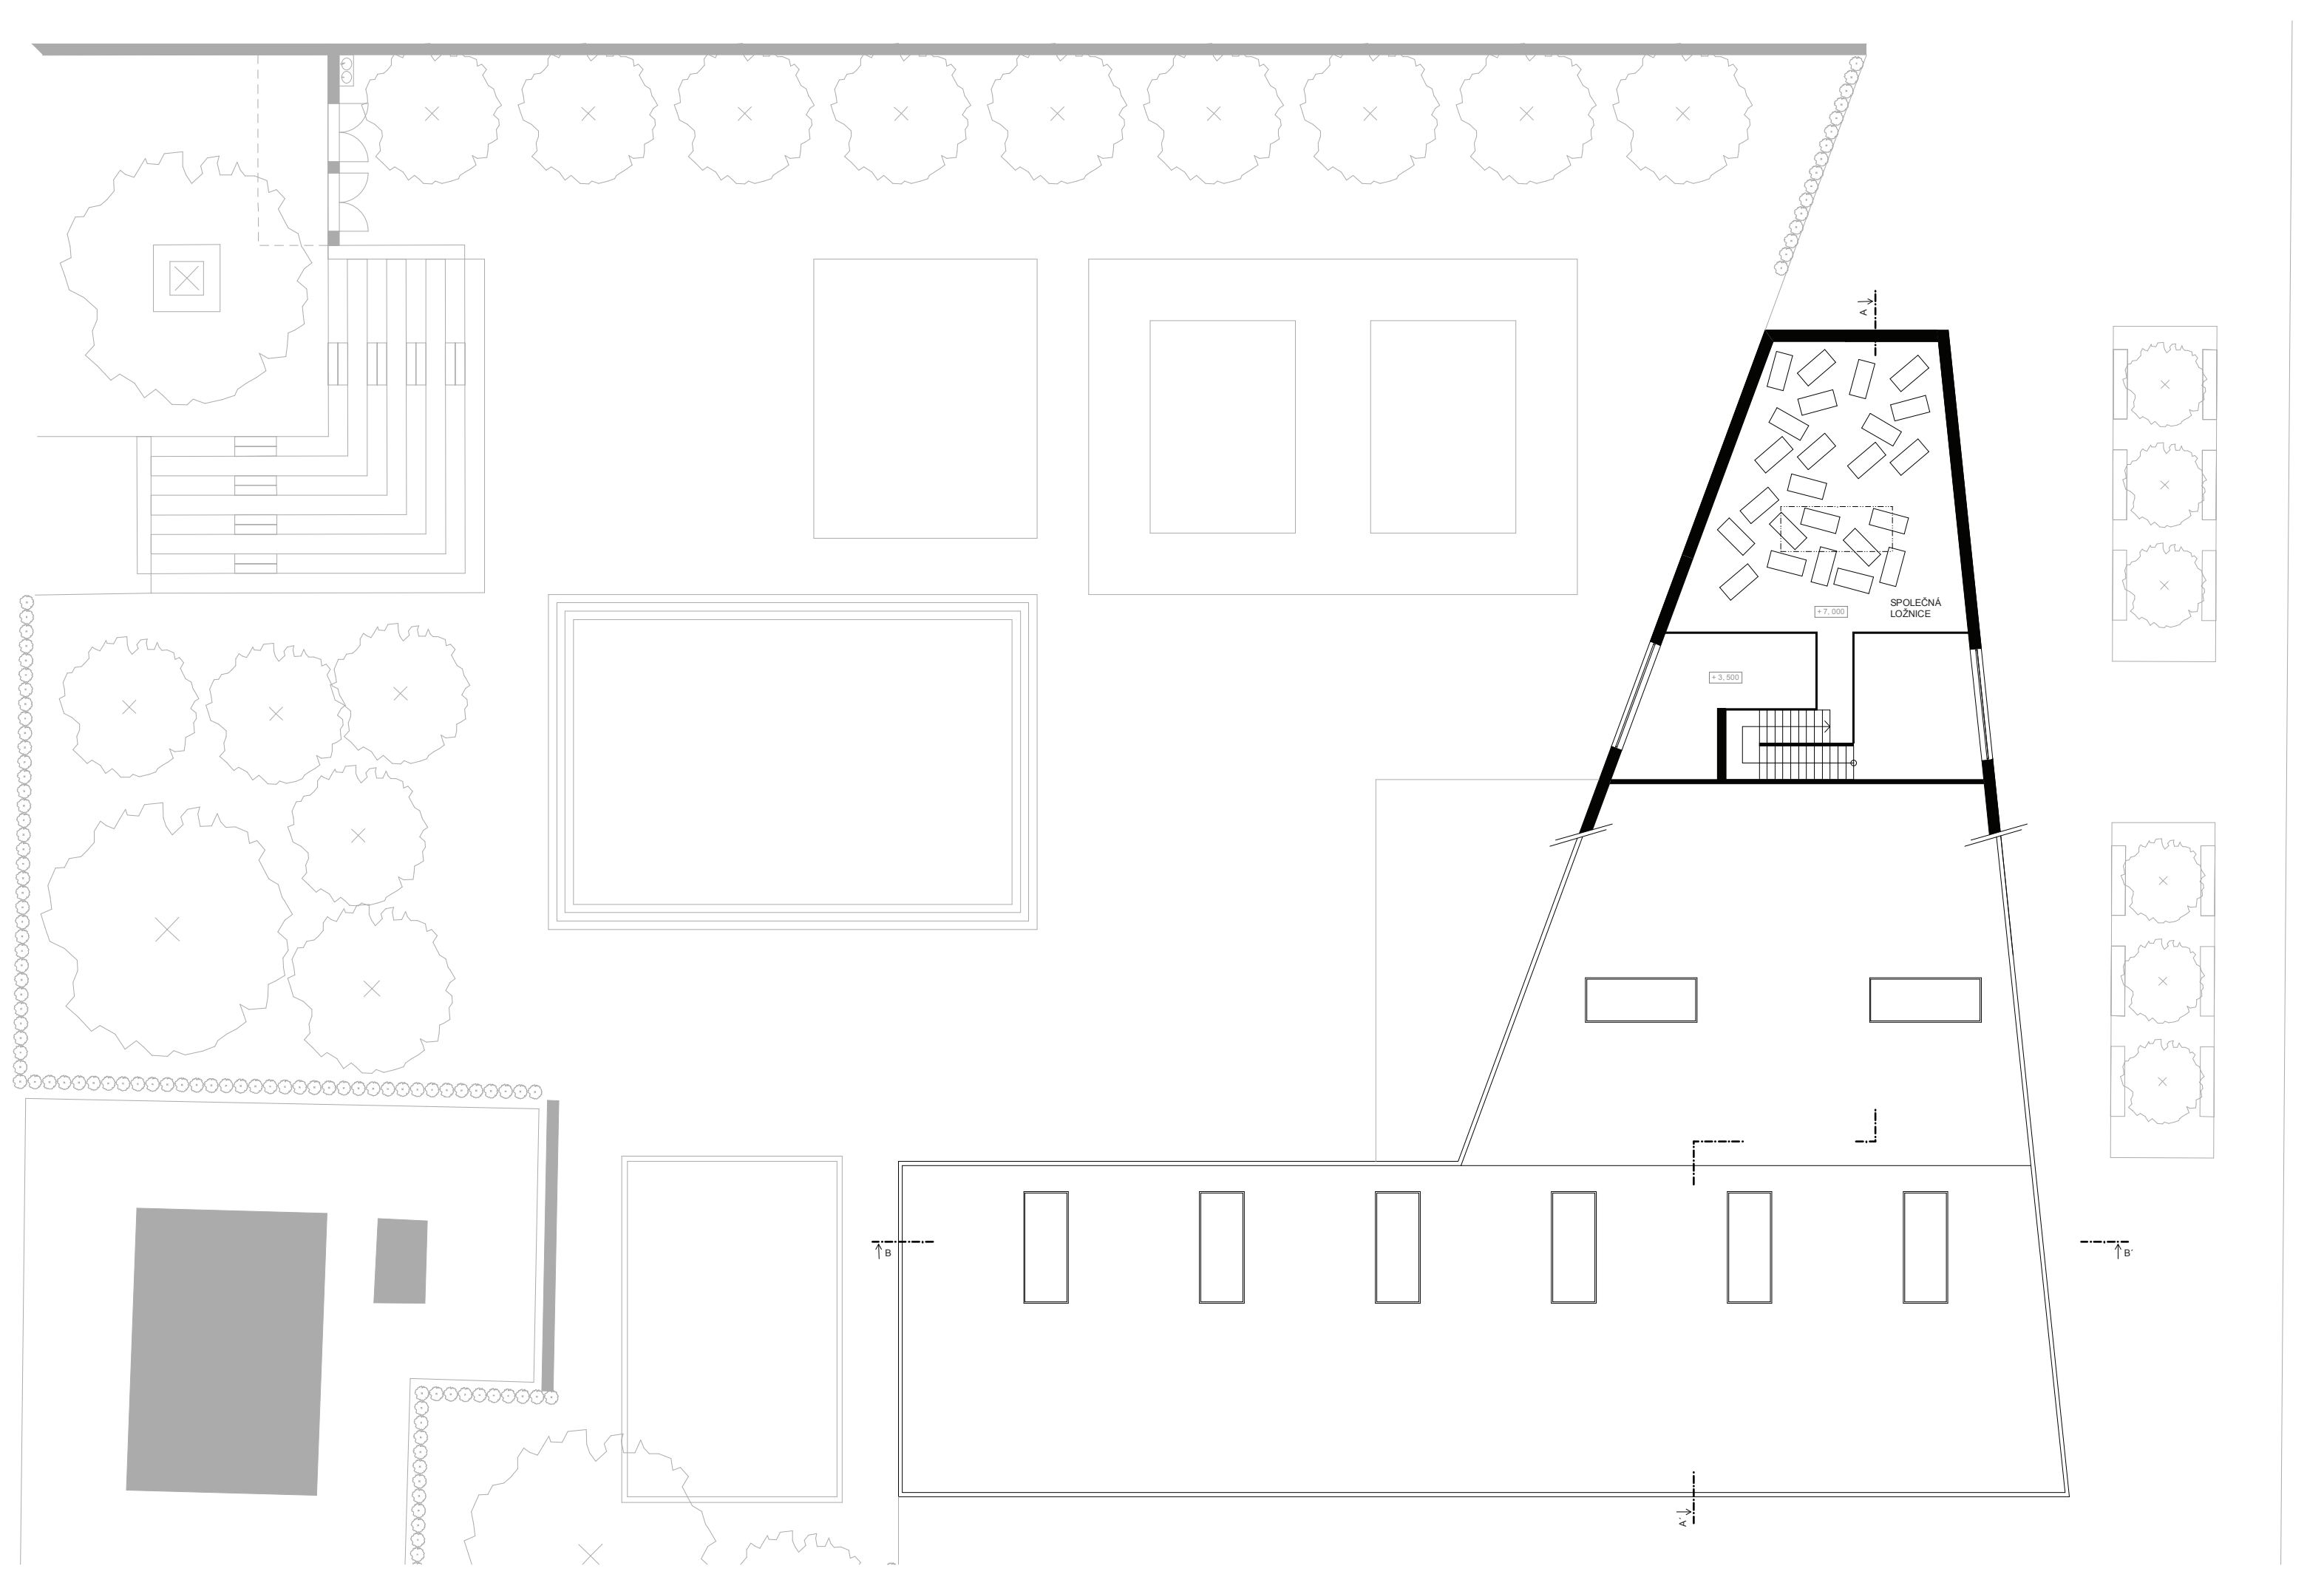 A
+ 7, 000
SPOLEČNÁ
LOŽNICE
+ 3, 500
B
B'
A'